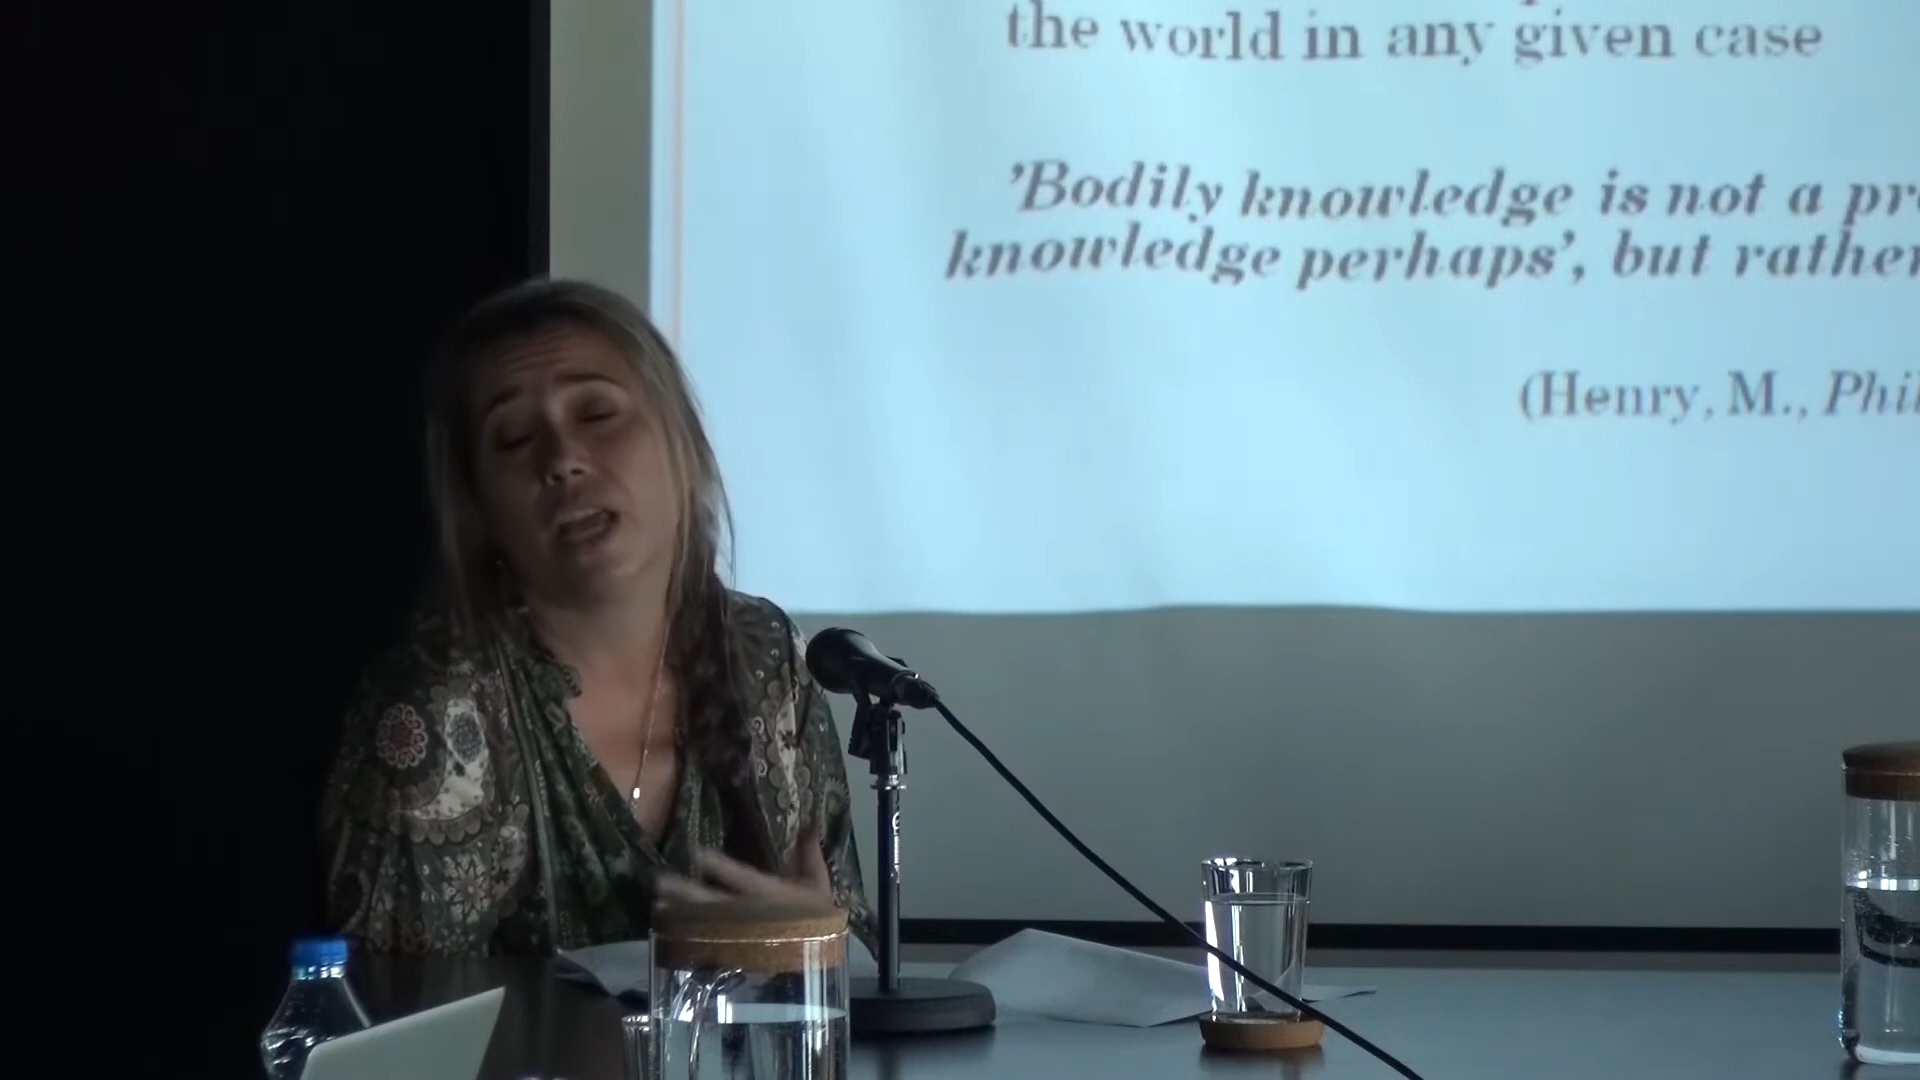 the world in any given case
'Bodily knowledge is not a
knowledge perhaps', but rather
(Henry, M.,